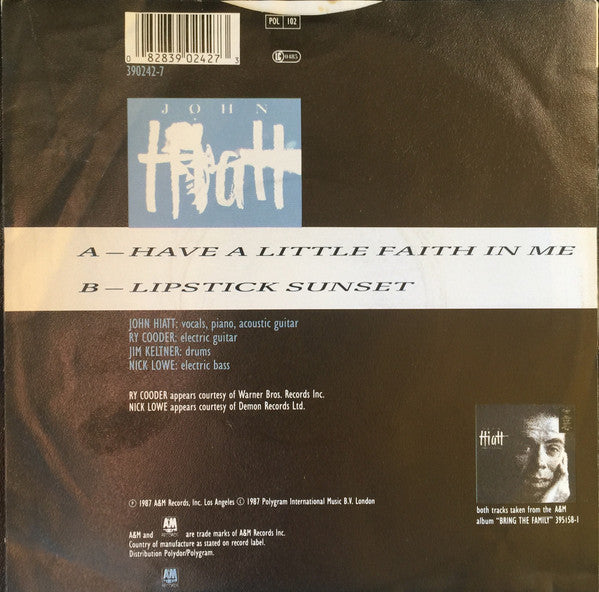 POL 102
0 82839 02427 3
390242-7
JOHN
Hiatt
A – HAVE A LITTLE FAITH IN ME
B – LIPSTICK SUNSET
JOHN HIATT; vocals, piano, acoustic guitar
RY COODER: electric guitar
JIM KELTNER: drums
NICK LOWE: electric bass
RY COODER appears courtesy of Warner Bros. Records Inc.
NICK LOWE appears courtesy of Demon Records Ltd.
Hiatt
both tracks taken from the A&M
album "BRING THE FAMILY" 395158-1
℗ 1987 A&M Records, Inc. Los Angeles © 1987 Polygram International Music B.V. London
A&M and A&M RECORDS are trade marks of A&M Records Inc.
Country of manufacture as stated on record label.
Distribution Polydor/Polygram.
A&M
RECORDS